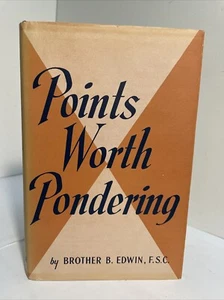 Points
Worth
Pondering
by BROTHER B. EDWIN, F.S.C.